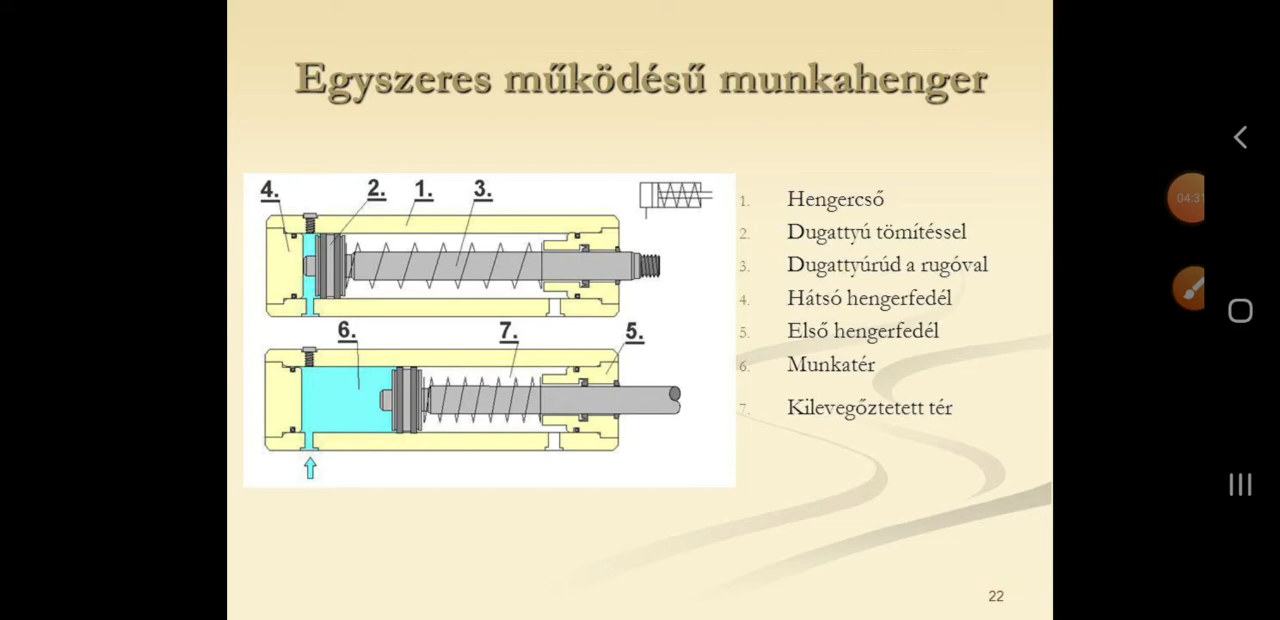 Egyszeres működésű munkahenger
4.
2.
1.
3.
6.
7.
5.
1. Hengercső
2. Dugattyú tömítéssel
3. Dugattyúrúd a rugóval
4. Hátsó hengerfedél
5. Első hengerfedél
6. Munkatér
7. Kilevegőztetett tér
04:31
22